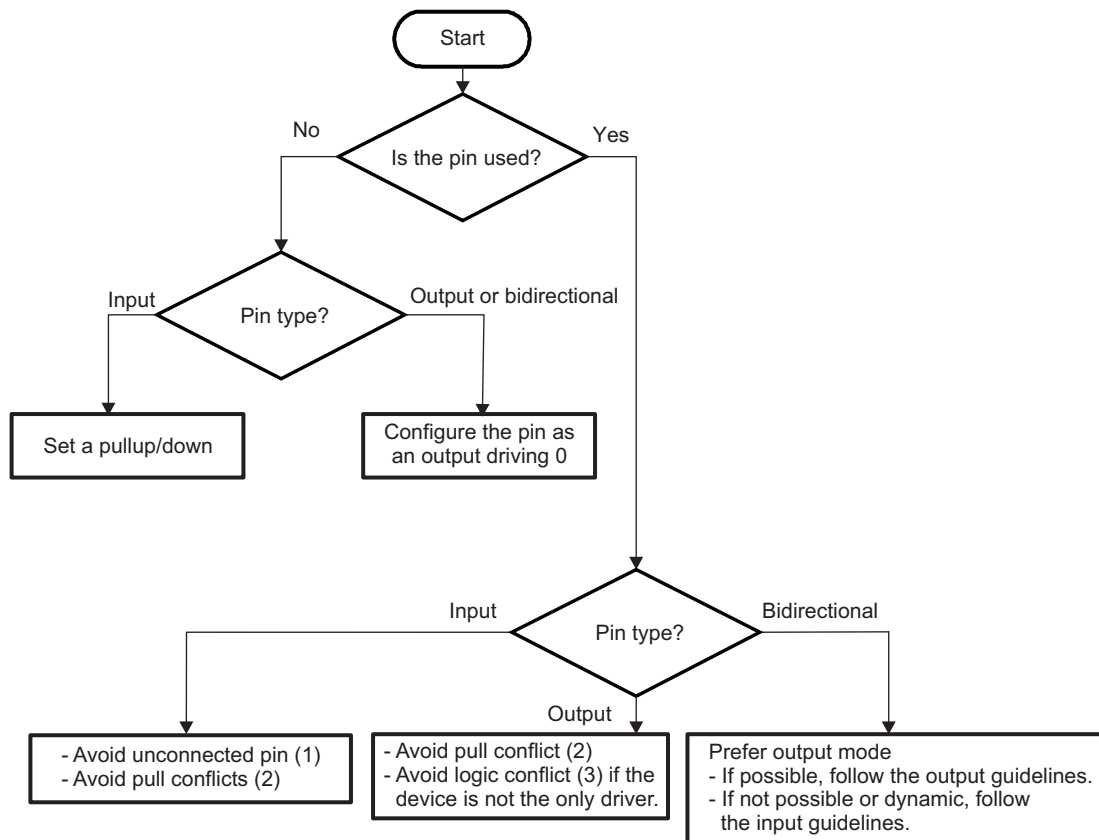 Start
No
Yes
Is the pin used?
Input
Output or bidirectional
Pin type?
Set a pullup/down
Configure the pin as
an output driving 0
Input
Bidirectional
Pin type?
Output
- Avoid unconnected pin (1)
- Avoid pull conflicts (2)
- Avoid pull conflict (2)
- Avoid logic conflict (3) if the
device is not the only driver.
Prefer output mode
- If possible, follow the output guidelines.
- If not possible or dynamic, follow
the input guidelines.